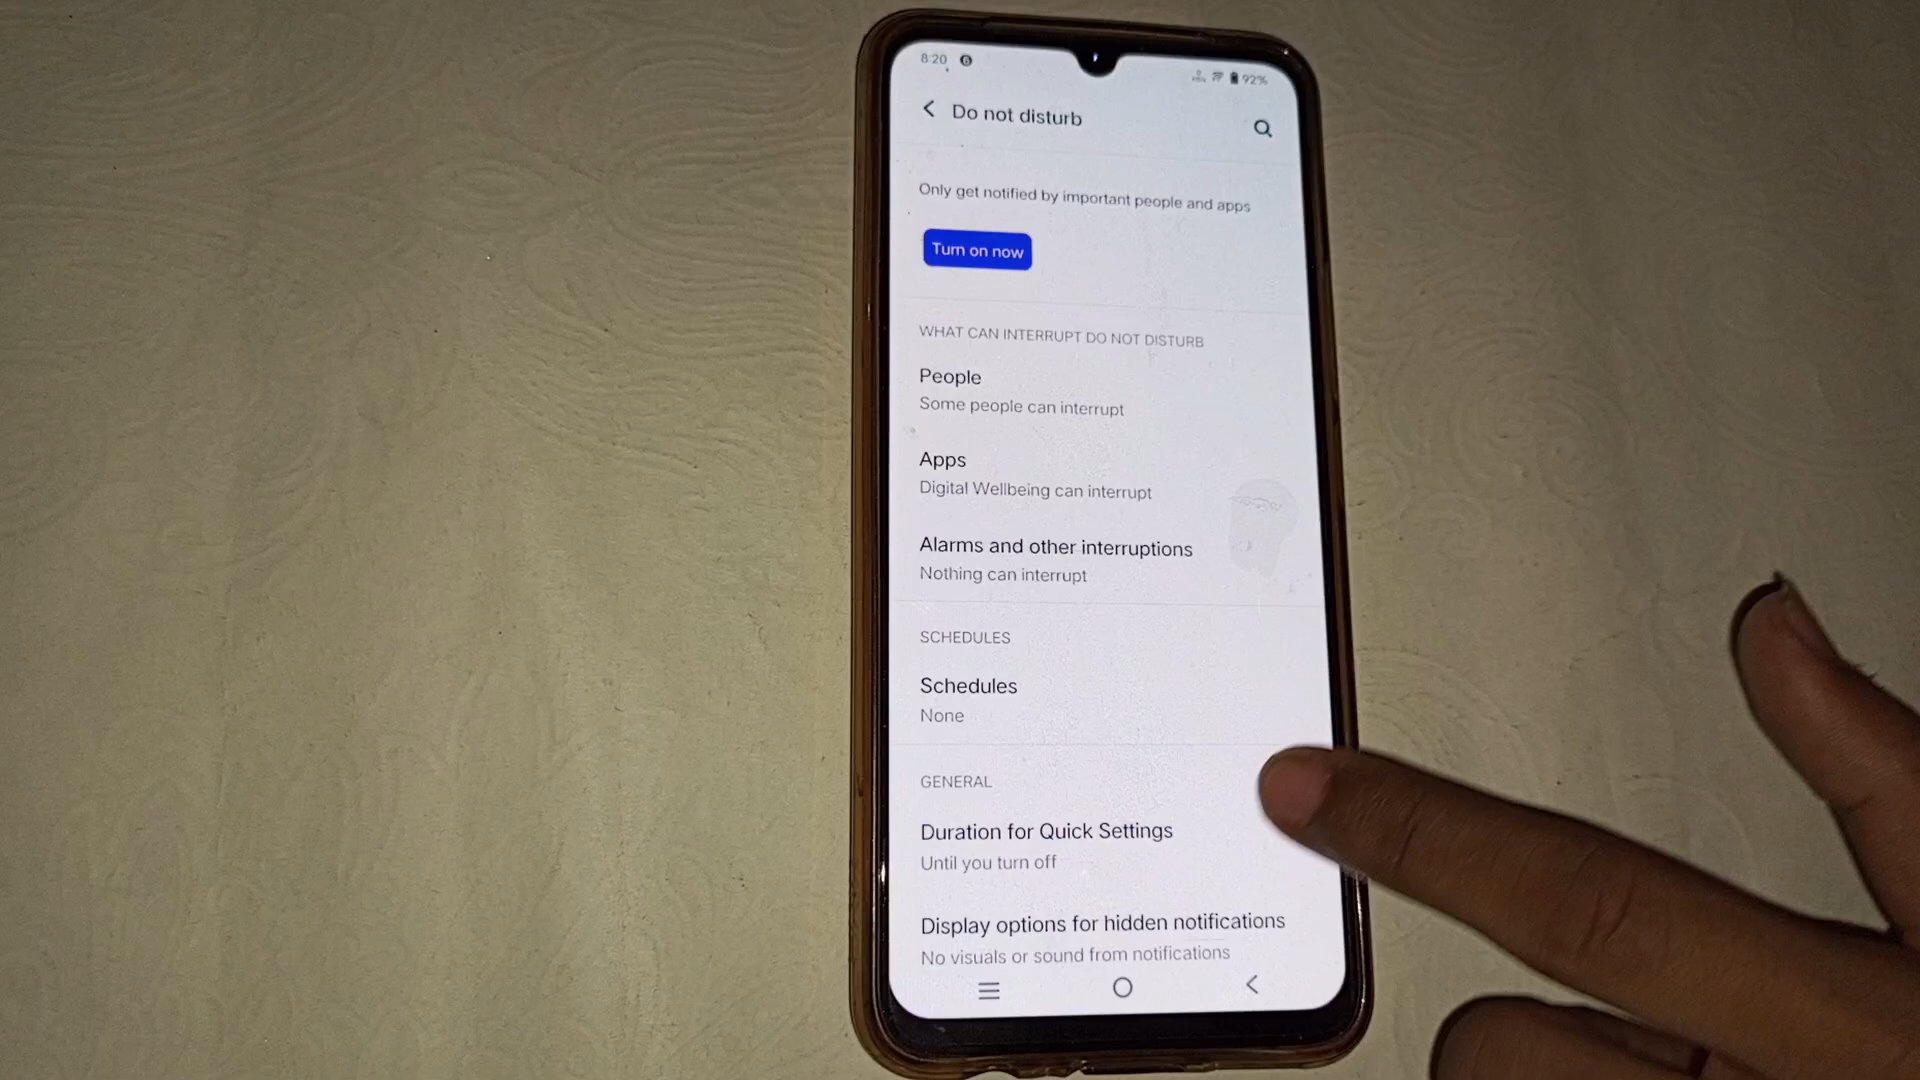 8:20
92%
Do not disturb
Only get notified by important people and apps
Turn on now
WHAT CAN INTERRUPT DO NOT DISTURB
People
Some people can interrupt
Apps
Digital Wellbeing can interrupt
Alarms and other interruptions
Nothing can interrupt
SCHEDULES
Schedules
None
GENERAL
Duration for Quick Settings
Until you turn off
Display options for hidden notifications
No visuals or sound from notifications